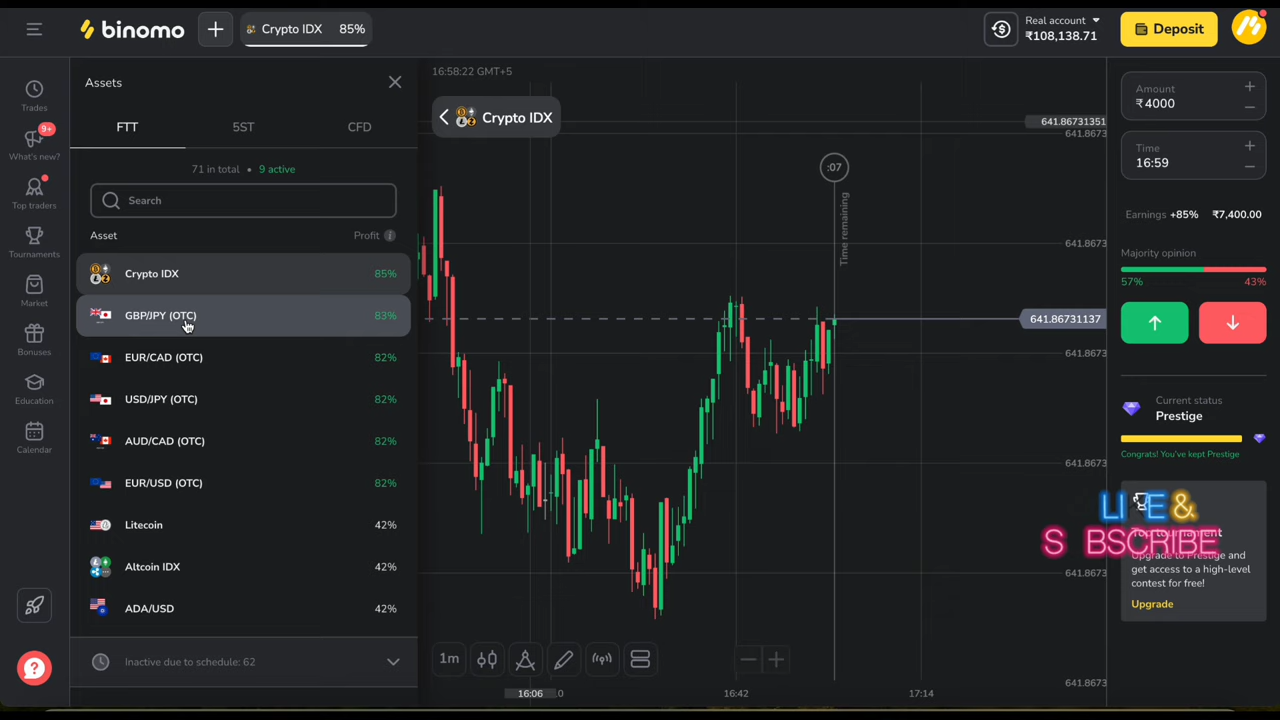 binomo
Crypto IDX 85%
Real account
₹108,138.71
Deposit
Trades
9+
What's new?
Top traders
Tournaments
Market
Bonuses
Education
Calendar
Assets
FTT 5ST CFD
71 in total • 9 active
Search
Asset Profit
Crypto IDX 85%
GBP/JPY (OTC) 83%
EUR/CAD (OTC) 82%
USD/JPY (OTC) 82%
AUD/CAD (OTC) 82%
EUR/USD (OTC) 82%
Litecoin 42%
Altcoin IDX 42%
ADA/USD 42%
Inactive due to schedule: 62
16:58:22 GMT+5
Crypto IDX
:07
Time remaining
641.86731351
641.8673
641.8673
641.86731137
641.8673
641.8673
641.8673
641.8673
1m
16:06
0
16:42
17:14
Amount
₹4000
Time
16:59
Earnings +85% ₹7,400.00
Majority opinion
57% 43%
Current status
Prestige
Congrats! You've kept Prestige
LI E&
S BSCRIBE
Top tournament
Upgrade to Prestige and
get access to a high-level
contest for free!
Upgrade